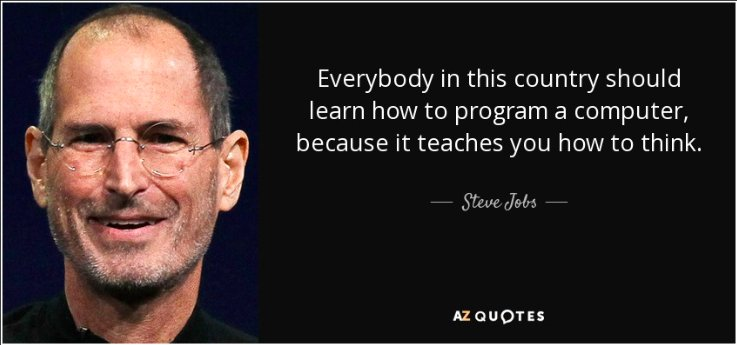 Everybody in this country should
learn how to program a computer,
because it teaches you how to think.
— Steve Jobs —
AZ QUOTES